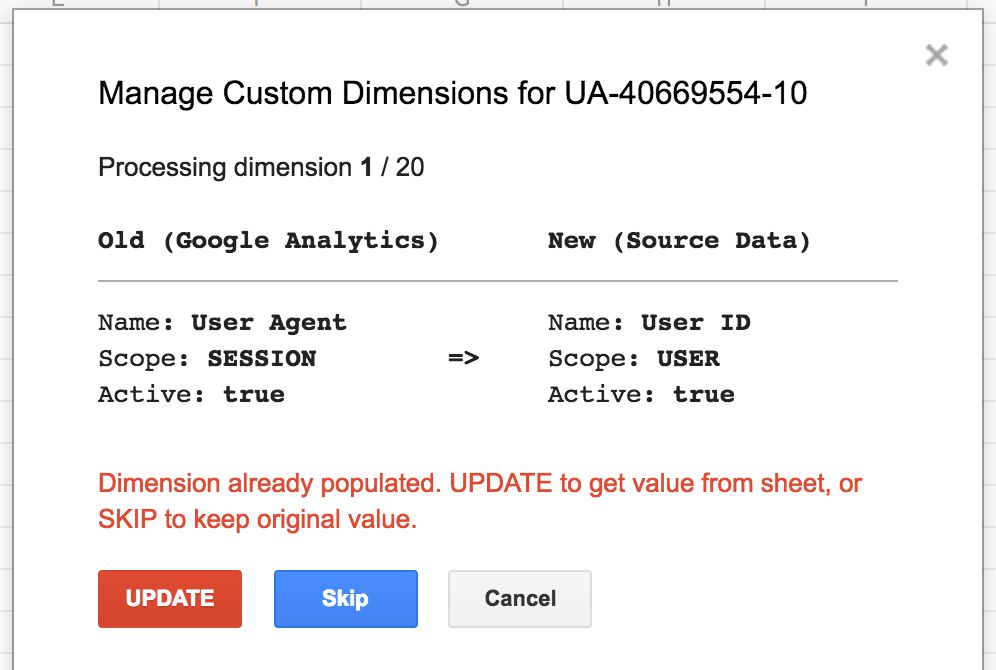 Manage Custom Dimensions for UA-40669554-10
Processing dimension 1 / 20
Old (Google Analytics) New (Source Data)
Name: User Agent Name: User ID
Scope: SESSION => Scope: USER
Active: true Active: true
Dimension already populated. UPDATE to get value from sheet, or
SKIP to keep original value.
UPDATE Skip Cancel